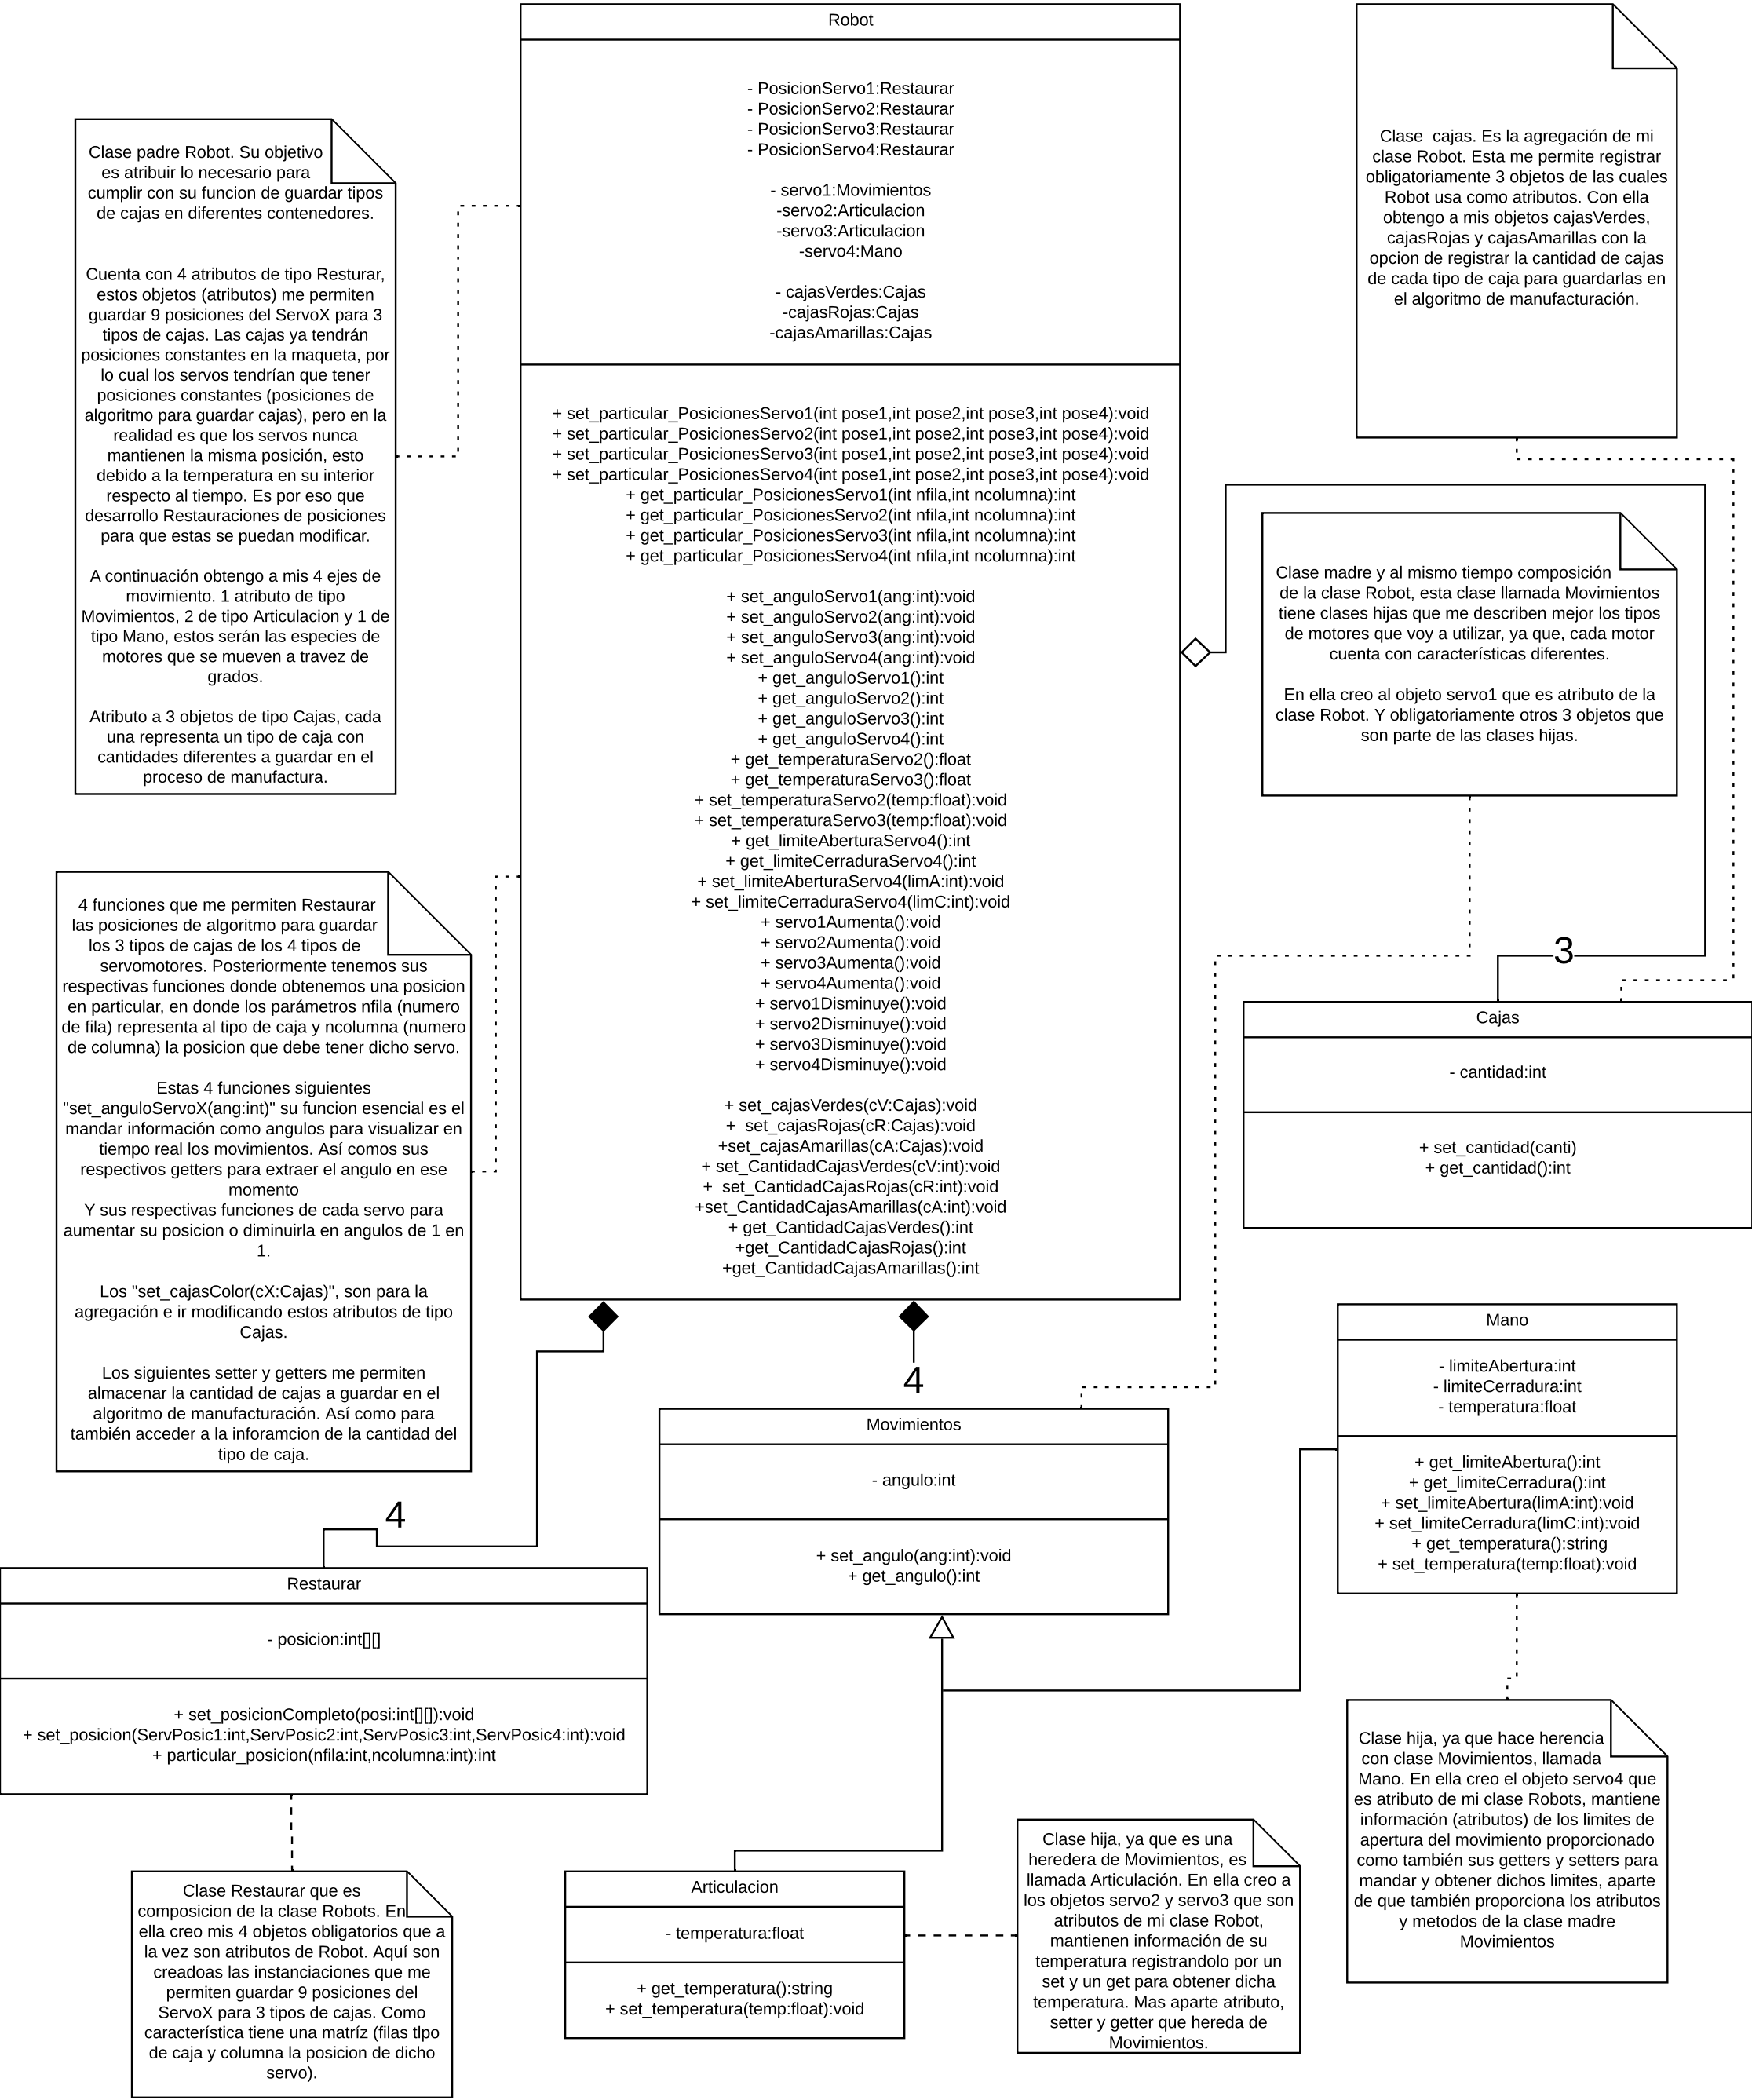 Robot
- PosicionServo1:Restaurar
- PosicionServo2:Restaurar
- PosicionServo3:Restaurar
- PosicionServo4:Restaurar
- servo1:Movimientos
-servo2:Articulacion
-servo3:Articulacion
-servo4:Mano
- cajasVerdes:Cajas
-cajasRojas:Cajas
-cajasAmarillas:Cajas
+ set_particular_PosicionesServo1(int pose1,int pose2,int pose3,int pose4):void
+ set_particular_PosicionesServo2(int pose1,int pose2,int pose3,int pose4):void
+ set_particular_PosicionesServo3(int pose1,int pose2,int pose3,int pose4):void
+ set_particular_PosicionesServo4(int pose1,int pose2,int pose3,int pose4):void
+ get_particular_PosicionesServo1(int nfila,int ncolumna):int
+ get_particular_PosicionesServo2(int nfila,int ncolumna):int
+ get_particular_PosicionesServo3(int nfila,int ncolumna):int
+ get_particular_PosicionesServo4(int nfila,int ncolumna):int
+ set_anguloServo1(ang:int):void
+ set_anguloServo2(ang:int):void
+ set_anguloServo3(ang:int):void
+ set_anguloServo4(ang:int):void
+ get_anguloServo1():int
+ get_anguloServo2():int
+ get_anguloServo3():int
+ get_anguloServo4():int
+ get_temperaturaServo2():float
+ get_temperaturaServo3():float
+ set_temperaturaServo2(temp:float):void
+ set_temperaturaServo3(temp:float):void
+ get_limiteAberturaServo4():int
+ get_limiteCerraduraServo4():int
+ set_limiteAberturaServo4(limA:int):void
+ set_limiteCerraduraServo4(limC:int):void
+ servo1Aumenta():void
+ servo2Aumenta():void
+ servo3Aumenta():void
+ servo4Aumenta():void
+ servo1Disminuye():void
+ servo2Disminuye():void
+ servo3Disminuye():void
+ servo4Disminuye():void
+ set_cajasVerdes(cV:Cajas):void
+  set_cajasRojas(cR:Cajas):void
+set_cajasAmarillas(cA:Cajas):void
+ set_CantidadCajasVerdes(cV:int):void
+  set_CantidadCajasRojas(cR:int):void
+set_CantidadCajasAmarillas(cA:int):void
+ get_CantidadCajasVerdes():int
+get_CantidadCajasRojas():int
+get_CantidadCajasAmarillas():int
Clase padre Robot. Su objetivo
es atribuir lo necesario para
cumplir con su funcion de guardar tipos
de cajas en diferentes contenedores.
Cuenta con 4 atributos de tipo Resturar,
estos objetos (atributos) me permiten
guardar 9 posiciones del ServoX para 3
tipos de cajas. Las cajas ya tendrán
posiciones constantes en la maqueta, por
lo cual los servos tendrían que tener
posiciones constantes (posiciones de
algoritmo para guardar cajas), pero en la
realidad es que los servos nunca
mantienen la misma posición, esto
debido a la temperatura en su interior
respecto al tiempo. Es por eso que
desarrollo Restauraciones de posiciones
para que estas se puedan modificar.
A continuación obtengo a mis 4 ejes de
movimiento. 1 atributo de tipo
Movimientos, 2 de tipo Articulacion y 1 de
tipo Mano, estos serán las especies de
motores que se mueven a travez de
grados.
Atributo a 3 objetos de tipo Cajas, cada
una representa un tipo de caja con
cantidades diferentes a guardar en el
proceso de manufactura.
4 funciones que me permiten Restaurar
las posiciones de algoritmo para guardar
los 3 tipos de cajas de los 4 tipos de
servomotores. Posteriormente tenemos sus
respectivas funciones donde obtenemos una posicion
en particular, en donde los parámetros nfila (numero
de fila) representa al tipo de caja y ncolumna (numero
de columna) la posicion que debe tener dicho servo.
Estas 4 funciones siguientes
"set_anguloServoX(ang:int)" su funcion esencial es el
mandar información como angulos para visualizar en
tiempo real los movimientos. Así comos sus
respectivos getters para extraer el angulo en ese
momento
Y sus respectivas funciones de cada servo para
aumentar su posicion o diminuirla en angulos de 1 en
1.
Los "set_cajasColor(cX:Cajas)", son para la
agregación e ir modificando estos atributos de tipo
Cajas.
Los siguientes setter y getters me permiten
almacenar la cantidad de cajas a guardar en el
algoritmo de manufacturación. Así como para
también acceder a la inforamcion de la cantidad del
tipo de caja.
Clase  cajas. Es la agregación de mi
clase Robot. Esta me permite registrar
obligatoriamente 3 objetos de las cuales
Robot usa como atributos. Con ella
obtengo a mis objetos cajasVerdes,
cajasRojas y cajasAmarillas con la
opcion de registrar la cantidad de cajas
de cada tipo de caja para guardarlas en
el algoritmo de manufacturación.
Clase madre y al mismo tiempo composición
de la clase Robot, esta clase llamada Movimientos
tiene clases hijas que me describen mejor los tipos
de motores que voy a utilizar, ya que, cada motor
cuenta con características diferentes.
En ella creo al objeto servo1 que es atributo de la
clase Robot. Y obligatoriamente otros 3 objetos que
son parte de las clases hijas.
3
Cajas
- cantidad:int
+ set_cantidad(canti)
+ get_cantidad():int
4
Movimientos
- angulo:int
+ set_angulo(ang:int):void
+ get_angulo():int
Mano
- limiteAbertura:int
- limiteCerradura:int
- temperatura:float
+ get_limiteAbertura():int
+ get_limiteCerradura():int
+ set_limiteAbertura(limA:int):void
+ set_limiteCerradura(limC:int):void
+ get_temperatura():string
+ set_temperatura(temp:float):void
4
Restaurar
- posicion:int[][]
+ set_posicionCompleto(posi:int[][]):void
+ set_posicion(ServPosic1:int,ServPosic2:int,ServPosic3:int,ServPosic4:int):void
+ particular_posicion(nfila:int,ncolumna:int):int
Clase Restaurar que es
composicion de la clase Robots. En
ella creo mis 4 objetos obligatorios que a
la vez son atributos de Robot. Aquí son
creadoas las instanciaciones que me
permiten guardar 9 posiciones del
ServoX para 3 tipos de cajas. Como
característica tiene una matríz (filas tlpo
de caja y columna la posicion de dicho
servo).
Articulacion
- temperatura:float
+ get_temperatura():string
+ set_temperatura(temp:float):void
Clase hija, ya que es una
heredera de Movimientos, es
llamada Articulación. En ella creo a
los objetos servo2 y servo3 que son
atributos de mi clase Robot,
mantienen información de su
temperatura registrandolo por un
set y un get para obtener dicha
temperatura. Mas aparte atributo,
setter y getter que hereda de
Movimientos.
Clase hija, ya que hace herencia
con clase Movimientos, llamada
Mano. En ella creo el objeto servo4 que
es atributo de mi clase Robots, mantiene
información (atributos) de los limites de
apertura del movimiento proporcionado
como también sus getters y setters para
mandar y obtener dichos limites, aparte
de que también proporciona los atributos
y metodos de la clase madre
Movimientos